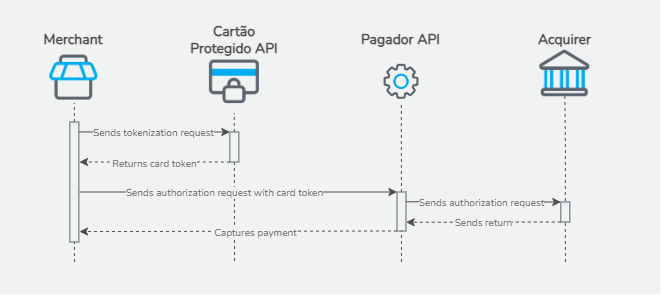 Merchant
Cartão
Protegido API
Pagador API
Acquirer
Sends tokenization request
Returns card token
Sends authorization request with card token
Sends authorization request
Sends return
Captures payment